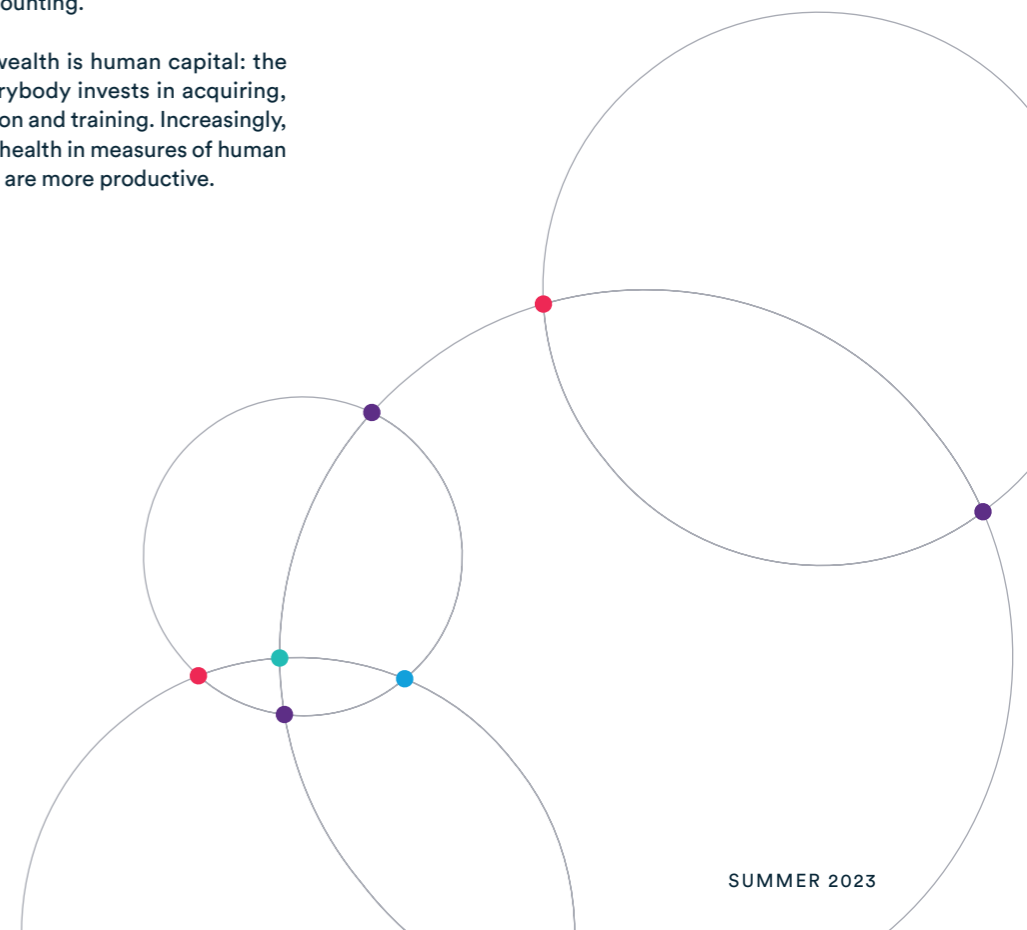 ounting.
wealth is human capital: the
rybody invests in acquiring,
on and training. Increasingly,
health in measures of human
are more productive.
SUMMER 2023